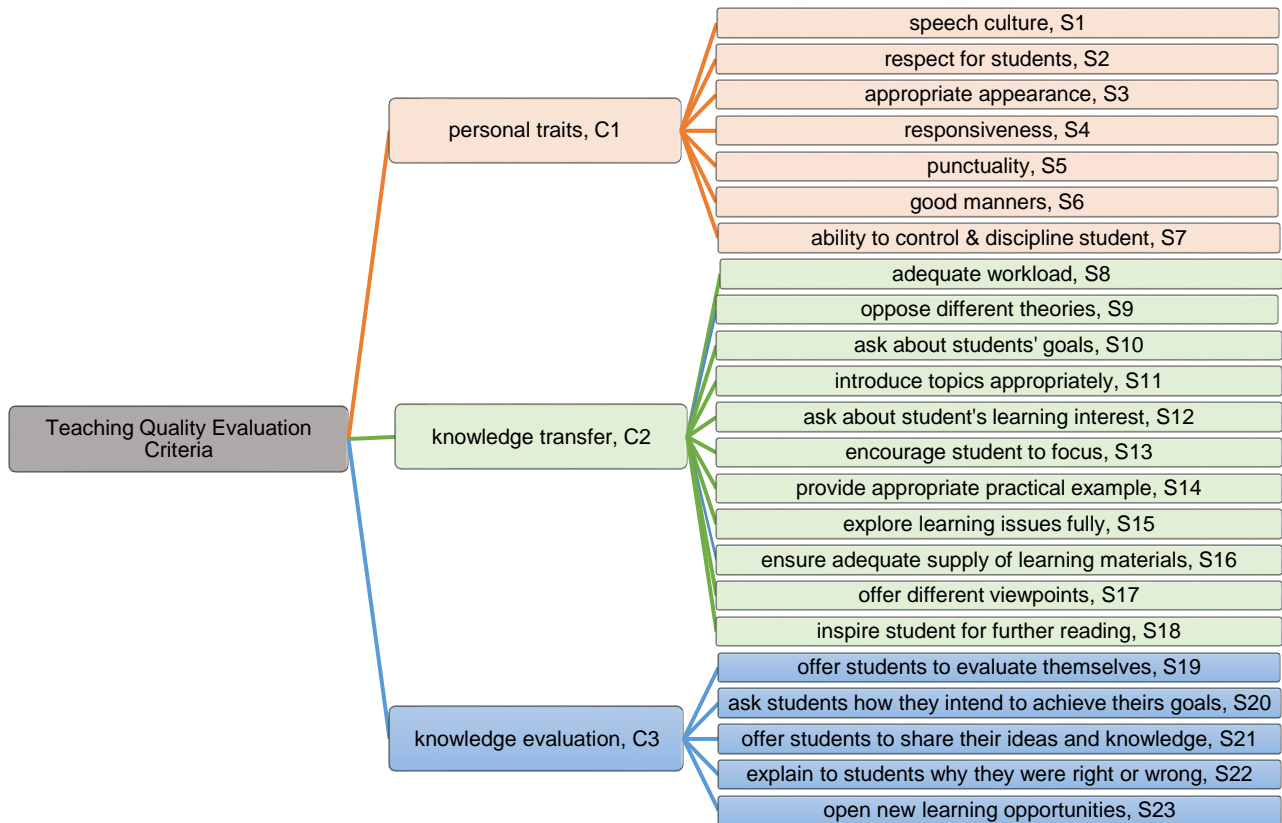 speech culture, S1
respect for students, S2
appropriate appearance, S3
personal traits, C1
responsiveness, S4
punctuality, S5
good manners, S6
ability to control & discipline student, S7
adequate workload, S8
oppose different theories, S9
ask about students' goals, S10
introduce topics appropriately, S11
Teaching Quality Evaluation
Criteria
knowledge transfer, C2
ask about student's learning interest, S12
encourage student to focus, S13
provide appropriate practical example, S14
explore learning issues fully, S15
ensure adequate supply of learning materials, S16
offer different viewpoints, S17
inspire student for further reading, S18
offer students to evaluate themselves, S19
ask students how they intend to achieve theirs goals, S20
knowledge evaluation, C3
offer students to share their ideas and knowledge, S21
explain to students why they were right or wrong, S22
open new learning opportunities, S23